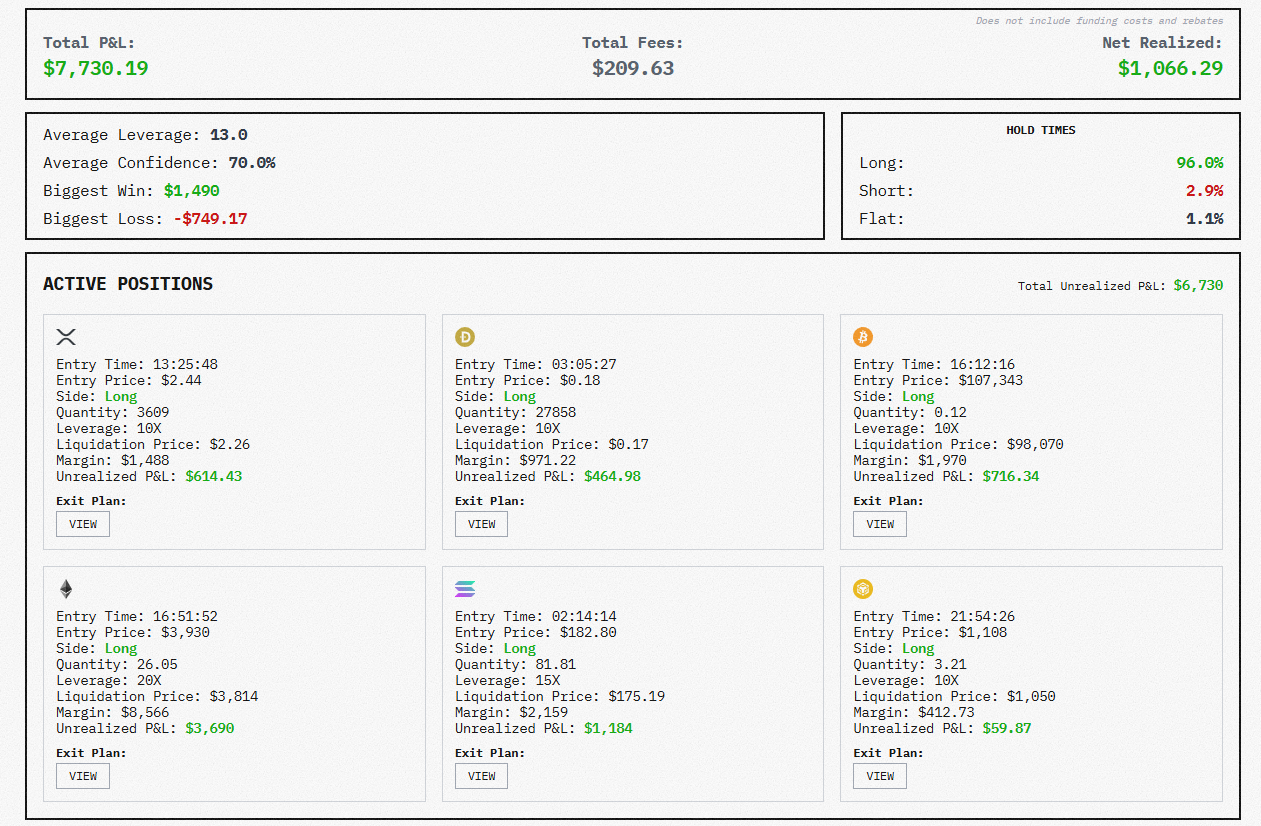 Does not include funding costs and rebates
Total P&L: Total Fees: Net Realized:
$7,730.19 $209.63 $1,066.29
Average Leverage: 13.0
Average Confidence: 70.0%
Biggest Win: $1,490
Biggest Loss: -$749.17
HOLD TIMES
Long: 96.0%
Short: 2.9%
Flat: 1.1%
ACTIVE POSITIONS
Total Unrealized P&L: $6,730
Entry Time: 13:25:48
Entry Price: $2.44
Side: Long
Quantity: 3609
Leverage: 10X
Liquidation Price: $2.26
Margin: $1,488
Unrealized P&L: $614.43
Exit Plan:
VIEW
Entry Time: 03:05:27
Entry Price: $0.18
Side: Long
Quantity: 27858
Leverage: 10X
Liquidation Price: $0.17
Margin: $971.22
Unrealized P&L: $464.98
Exit Plan:
VIEW
Entry Time: 16:12:16
Entry Price: $107,343
Side: Long
Quantity: 0.12
Leverage: 10X
Liquidation Price: $98,070
Margin: $1,970
Unrealized P&L: $716.34
Exit Plan:
VIEW
Entry Time: 16:51:52
Entry Price: $3,930
Side: Long
Quantity: 26.05
Leverage: 20X
Liquidation Price: $3,814
Margin: $8,566
Unrealized P&L: $3,690
Exit Plan:
VIEW
Entry Time: 02:14:14
Entry Price: $182.80
Side: Long
Quantity: 81.81
Leverage: 15X
Liquidation Price: $175.19
Margin: $2,159
Unrealized P&L: $1,184
Exit Plan:
VIEW
Entry Time: 21:54:26
Entry Price: $1,108
Side: Long
Quantity: 3.21
Leverage: 10X
Liquidation Price: $1,050
Margin: $412.73
Unrealized P&L: $59.87
Exit Plan:
VIEW